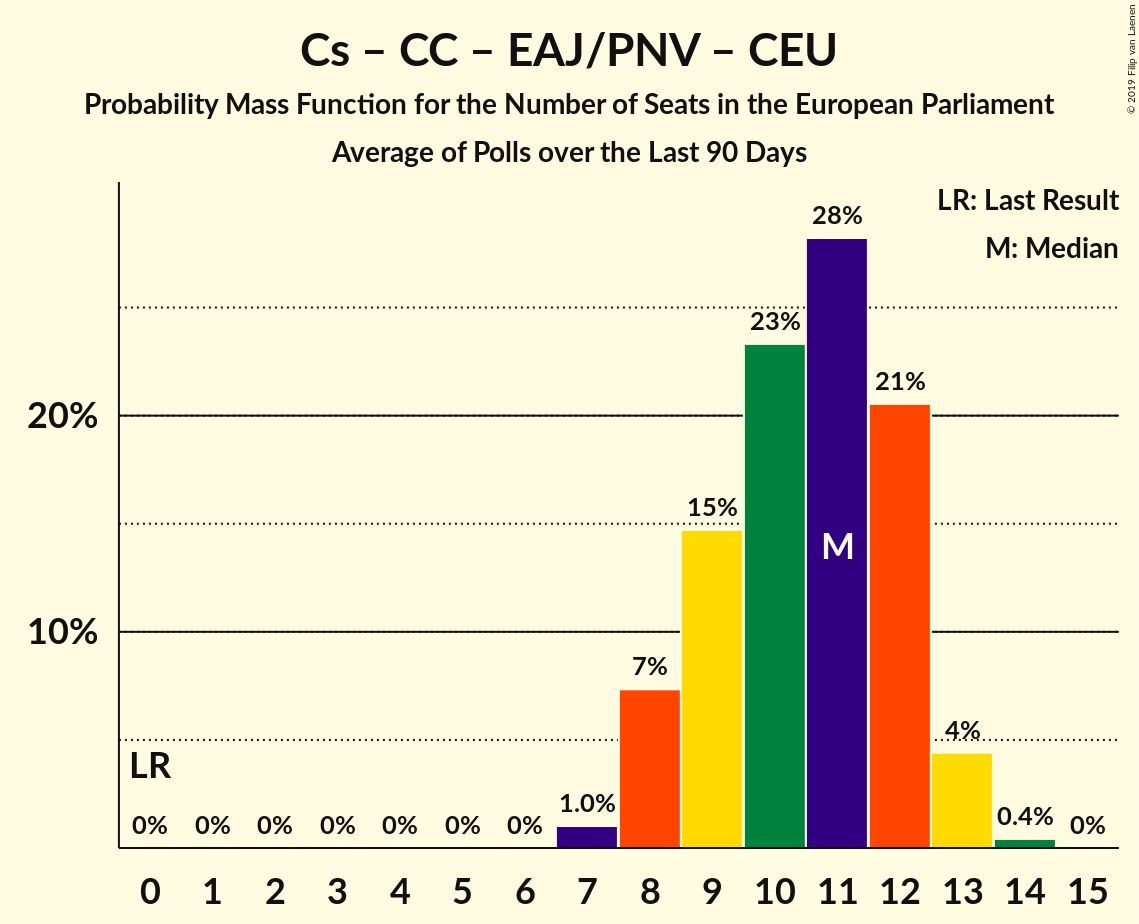 Cs – CC – EAJ/PNV – CEU
Probability Mass Function for the Number of Seats in the European Parliament
Average of Polls over the Last 90 Days
© 2019 Filip van Laenen
LR: Last Result
M: Median
28%
23%
21%
20%
15%
M
10%
7%
4%
LR
1.0%
0.4%
0% 0% 0% 0% 0% 0% 0% 0%
0 1 2 3 4 5 6 7 8 9 10 11 12 13 14 15